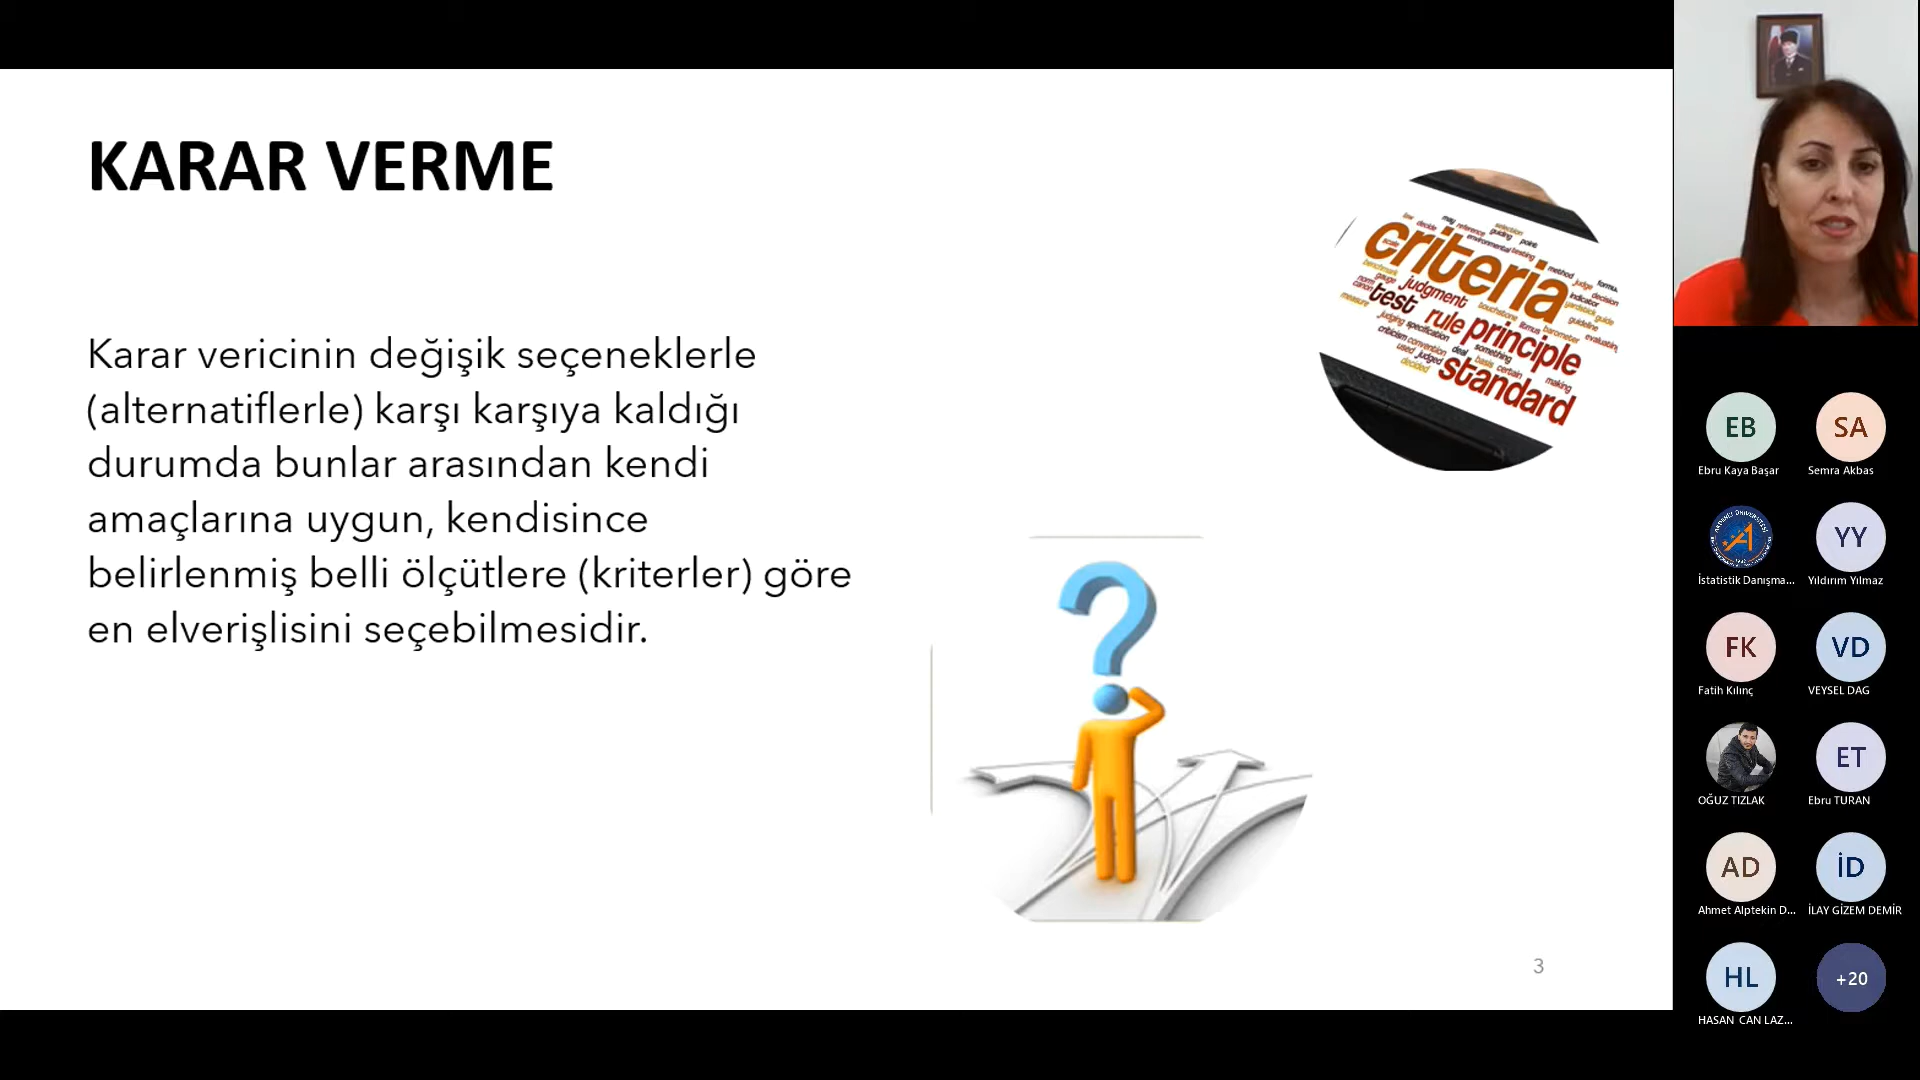 KARAR VERME
Karar vericinin değişik seçeneklerle
(alternatiflerle) karşı karşıya kaldığı
durumda bunlar arasından kendi
amaçlarına uygun, kendisince
belirlenmiş belli ölçütlere (kriterler) göre
en elverişlisini seçebilmesidir.
criteria
judgment
test rule principle
standard
3
EB
Ebru Kaya Başar
SA
Semra Akbas
İstatistik Danışma...
YY
Yıldırım Yılmaz
FK
Fatih Kılınç
VD
VEYSEL DAG
OĞUZ TIZLAK
ET
Ebru TURAN
AD
Ahmet Alptekin D...
İD
İLAY GİZEM DEMİR
HL
HASAN CAN LAZ...
+20